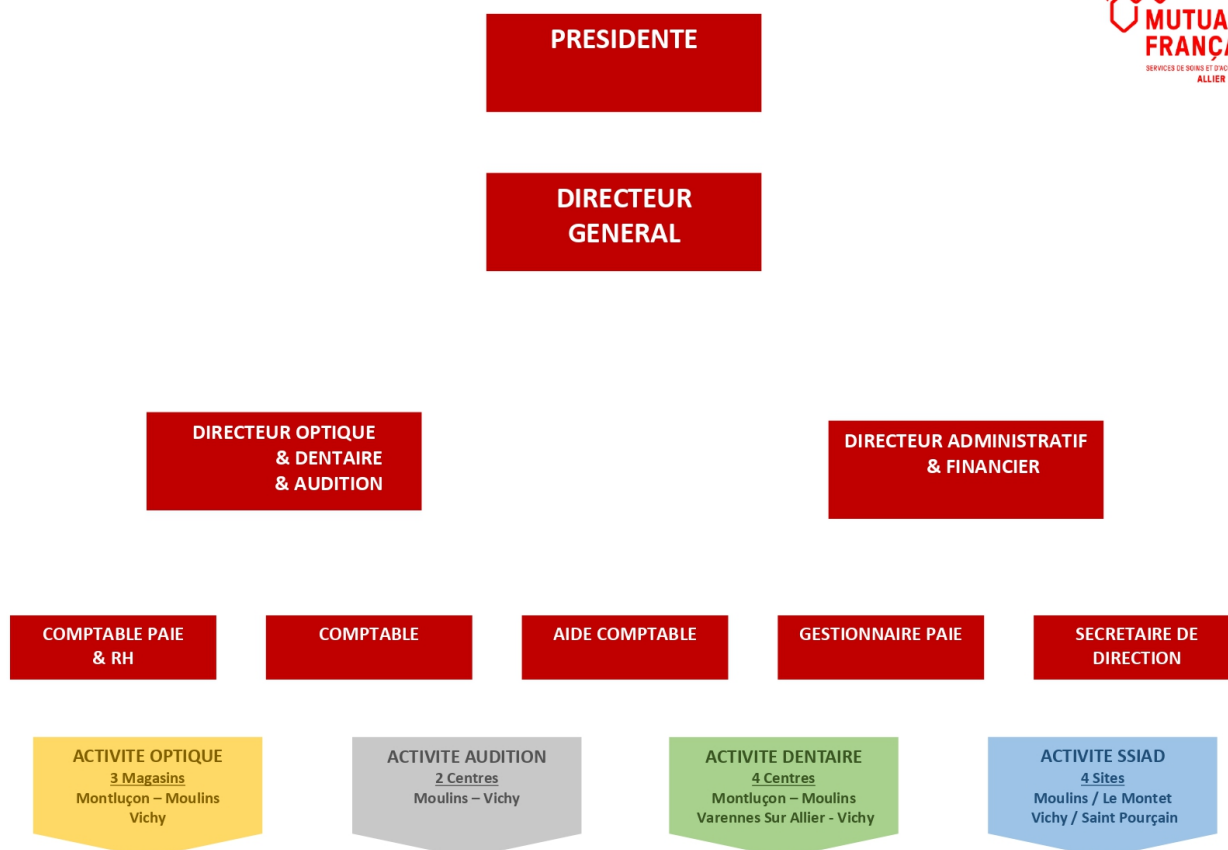 MUTUA
FRANÇA
ALLIER
PRESIDENTE
DIRECTEUR
GENERAL
DIRECTEUR OPTIQUE
& DENTAIRE
& AUDITION
DIRECTEUR ADMINISTRATIF
& FINANCIER
COMPTABLE PAIE
& RH
COMPTABLE
AIDE COMPTABLE
GESTIONNAIRE PAIE
SECRETAIRE DE
DIRECTION
ACTIVITE OPTIQUE
3 Magasins
Montluçon – Moulins
Vichy
ACTIVITE AUDITION
2 Centres
Moulins – Vichy
ACTIVITE DENTAIRE
4 Centres
Montluçon – Moulins
Varennes Sur Allier - Vichy
ACTIVITE SSIAD
4 Sites
Moulins / Le Montet
Vichy / Saint Pourçain